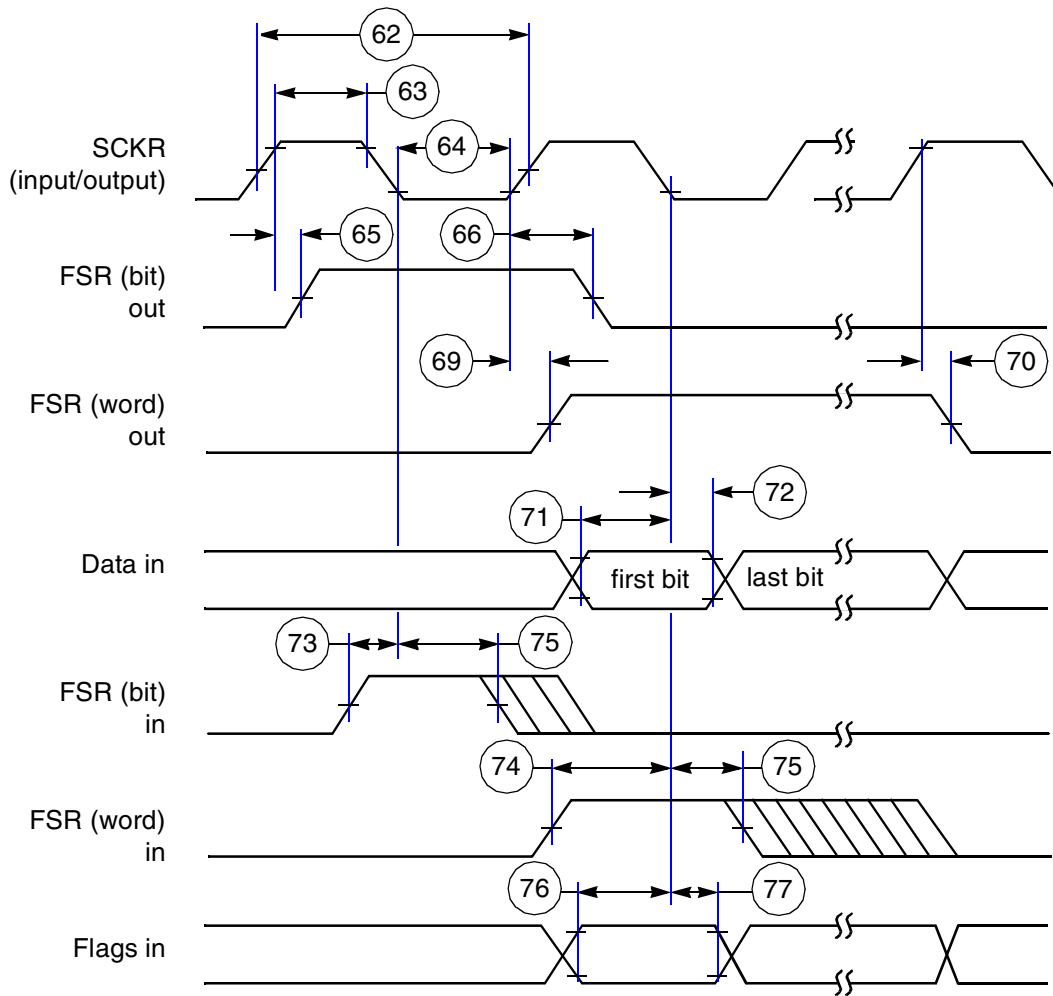 62
63
SCKR
(input/output)
64
65
66
FSR (bit)
out
69
70
FSR (word)
out
72
71
Data in
first bit
last bit
73
75
FSR (bit)
in
74
75
FSR (word)
in
76
77
Flags in